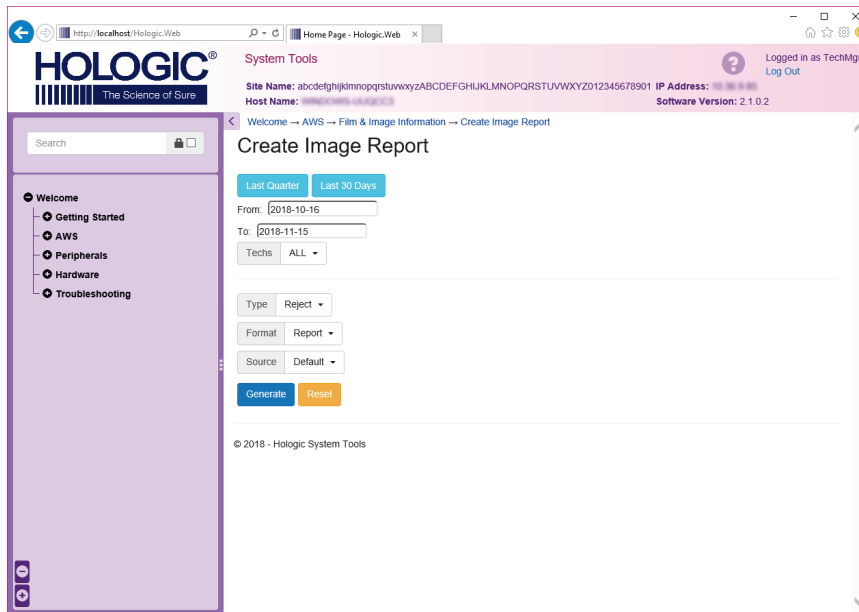 http://localhost/Hologic.Web
Home Page - Hologic.Web
HOLOGIC®
The Science of Sure
System Tools
Logged in as TechMgr
Log Out
Site Name: abcdefghijklmnopqrstuvwxyzABCDEFGHIJKLMNOPQRSTUVWXYZ012345678901 IP Address:
Host Name:
Software Version: 2.1.0.2
Search
Welcome
Getting Started
AWS
Peripherals
Hardware
Troubleshooting
Welcome → AWS → Film & Image Information → Create Image Report
Create Image Report
Last Quarter Last 30 Days
From: 2018-10-16
To: 2018-11-15
Techs ALL
Type Reject
Format Report
Source Default
Generate Reset
© 2018 - Hologic System Tools